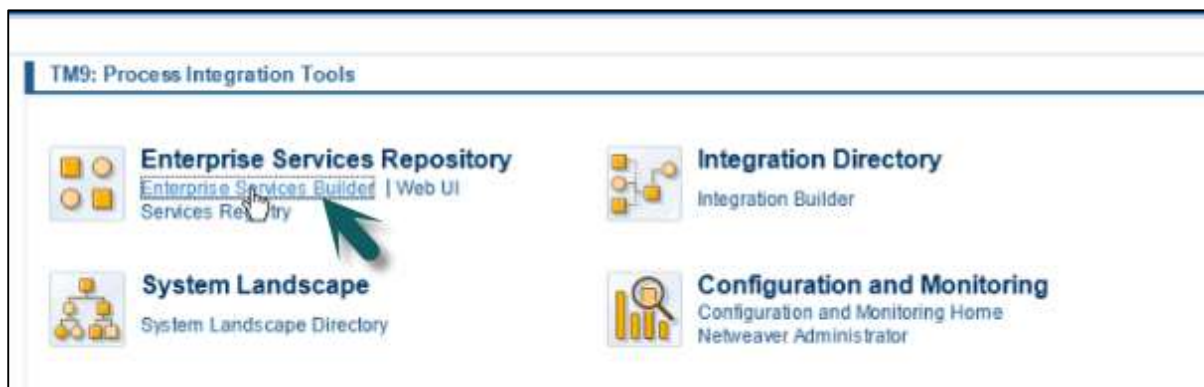 TM9: Process Integration Tools
Enterprise Services Repository
Enterprise Services Builder | Web UI
Services Registry
Integration Directory
Integration Builder
System Landscape
System Landscape Directory
Configuration and Monitoring
Configuration and Monitoring Home
Netweaver Administrator